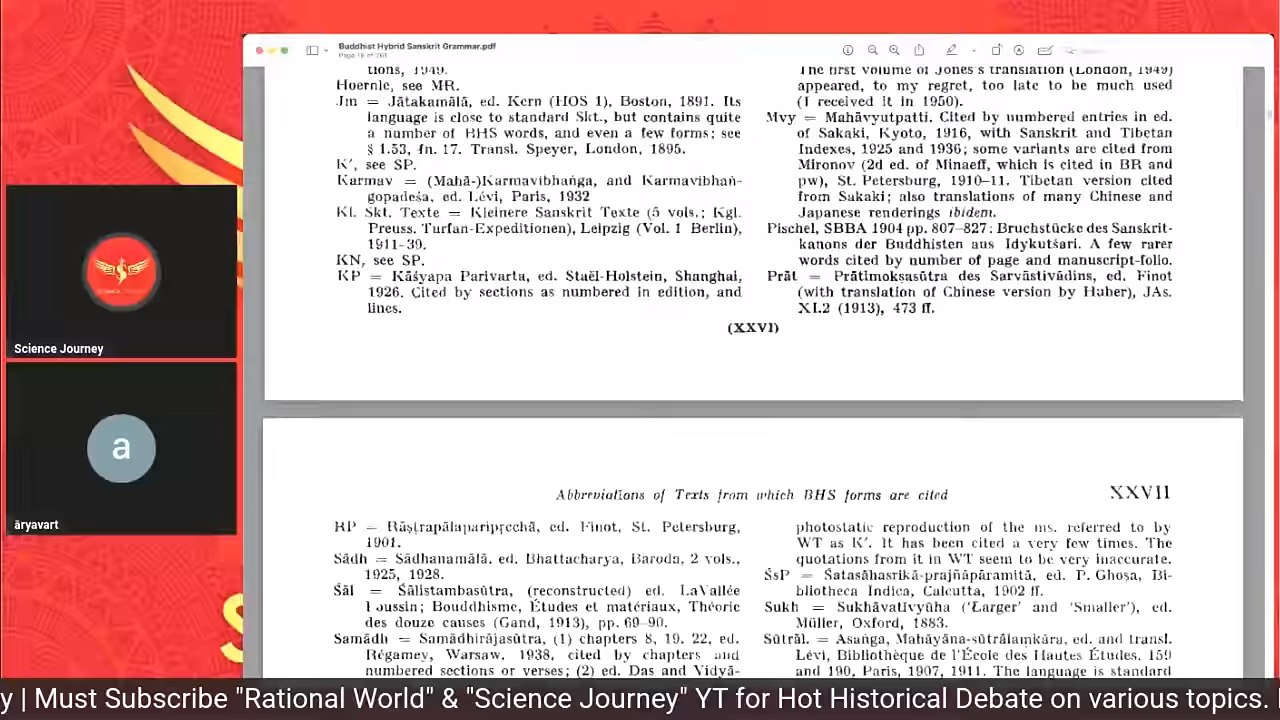 Buddhist Hybrid Sanskrit Grammar.pdf
tions, 1949.
Hoernle, see MR.
Jm = Jātakamālā, ed. Kern (HOS 1), Boston, 1891. Its
language is close to standard Skt., but contains quite
a number of BHS words, and even a few forms; see
§ 1.53, fn. 17. Transl. Speyer, London, 1895.
K', see SP.
Karmav = (Mahā-)Karmavibhaṅga, and Karmavibhaṅ-
gopadeśa, ed. Lévi, Paris, 1932
Kl. Skt. Texte = Kleinere Sanskrit Texte (5 vols.; Kgl.
Preuss. Turfan-Expeditionen), Leipzig (Vol. 1 Berlin),
1911-39.
KN, see SP.
KP = Kāśyapa Parivarta, ed. Staël-Holstein, Shanghai,
1926. Cited by sections as numbered in edition, and
lines.
The first volume of Jones's translation (London, 1949)
appeared, to my regret, too late to be much used
(I received it in 1950).
Mvy = Mahāvyutpatti. Cited by numbered entries in ed.
of Sakaki, Kyoto, 1916, with Sanskrit and Tibetan
Indexes, 1925 and 1936; some variants are cited from
Mironov (2d ed. of Minaeff, which is cited in BR and
pw), St. Petersburg, 1910–11. Tibetan version cited
from Sakaki; also translations of many Chinese and
Japanese renderings ibidem.
Pischel, SBBA 1904 pp. 807–827: Bruchstücke des Sanskrit-
kanons der Buddhisten aus Idykutšari. A few rarer
words cited by number of page and manuscript-folio.
Prāt = Prātimokṣasūtra des Sarvāstivādins, ed. Finot
(with translation of Chinese version by Huber), JAs.
XI.2 (1913), 473 ff.
(XXVI)
Abbreviations of Texts from which BHS forms are cited
XXVII
RP = Rāṣṭrapālaparipṛcchā, ed. Finot, St. Petersburg,
1901.
Sādh = Sādhanamālā, ed. Bhattacharya, Baroda, 2 vols.,
1925, 1928.
Śāl = Śālistambasūtra, (reconstructed) ed. LaVallée
Poussin; Bouddhisme, Études et matériaux, Théorie
des douze causes (Gand, 1913), pp. 69–90.
Samādh = Samādhirājasūtra, (1) chapters 8, 19, 22, ed.
Régamey, Warsaw, 1938, cited by chapters and
numbered sections or verses; (2) ed. Das and Vidyā-
photostatic reproduction of the ms. referred to by
WT as K'. It has been cited a very few times. The
quotations from it in WT seem to be very inaccurate.
ŚsP = Śatasāhasrikā-prajñāpāramitā, ed. P. Ghoṣa, Bi-
bliotheca Indica, Calcutta, 1902 ff.
Sukh = Sukhāvatīvyūha ('Larger' and 'Smaller'), ed.
Müller, Oxford, 1883.
Sūtrāl. = Asaṅga, Mahāyāna-sūtrālaṃkāra, ed. and transl.
Lévi, Bibliothèque de l'École des Hautes Études, 159
and 190, Paris, 1907, 1911. The language is standard
Science Journey
a
āryavart
y | Must Subscribe "Rational World" & "Science Journey" YT for Hot Historical Debate on various topics.